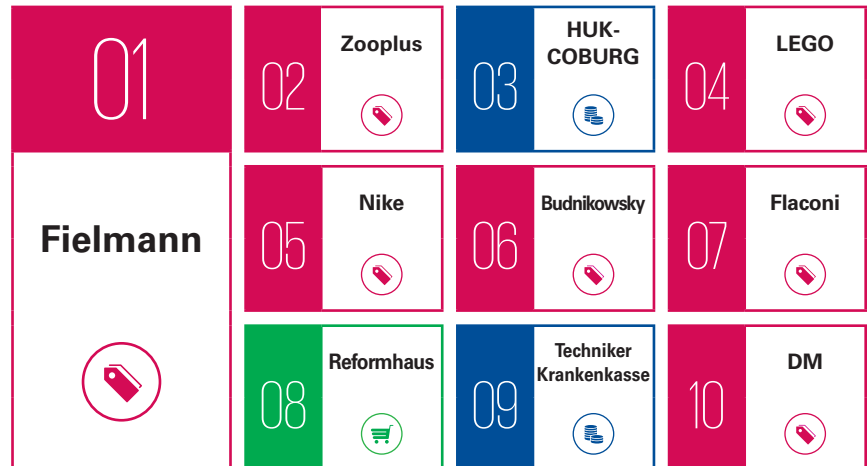 01
Fielmann
02
Zooplus
03
HUK-
COBURG
04
LEGO
05
Nike
06
Budnikowsky
07
Flaconi
08
Reformhaus
09
Techniker
Krankenkasse
10
DM